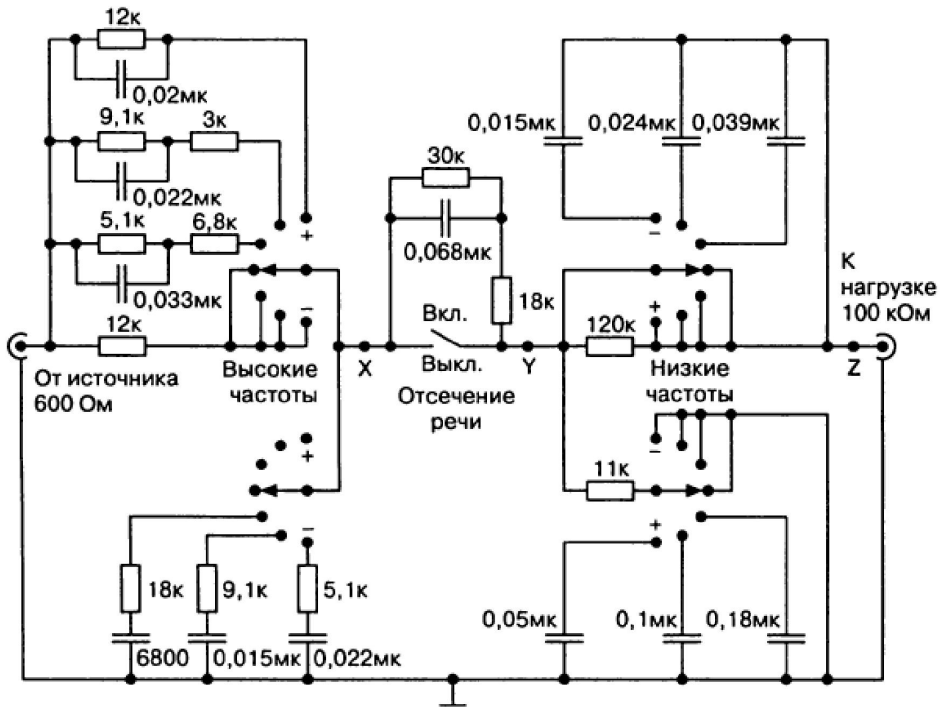 12к
0,02мк
9,1к
3к
0,022мк
5,1к
6,8к
+
0,033мк
12к
−
От источника
600 Ом
Высокие
частоты
+
−
18к
9,1к
5,1к
6800
0,015мк
0,022мк
30к
0,068мк
18к
Вкл.
Выкл.
X
Y
Отсечение
речи
0,015мк
0,024мк
0,039мк
−
120к
+
Низкие
частоты
К
нагрузке
100 кОм
Z
−
11к
+
0,05мк
0,1мк
0,18мк